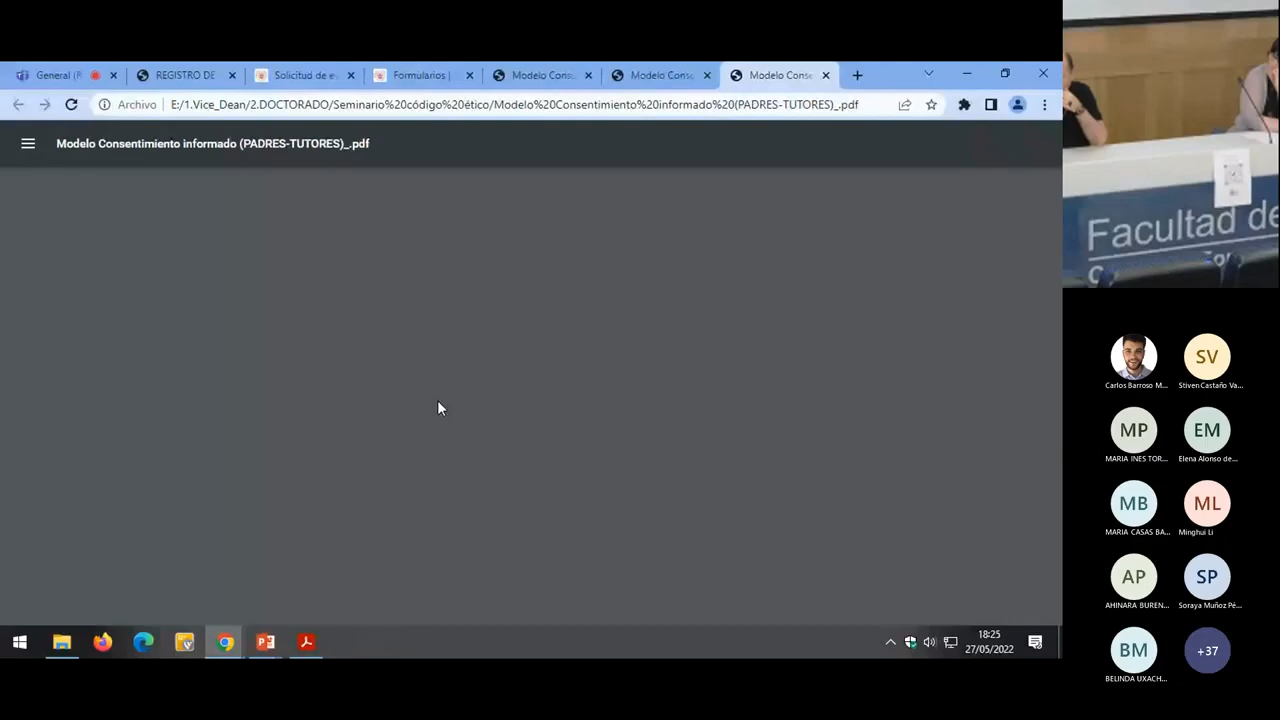 General (F
REGISTRO DE
Solicitud de e
Formularios |
Modelo Cons
Modelo Cons
Modelo Cons
Archivo
E:/1.Vice_Dean/2.DOCTORADO/Seminario%20código%20ético/Modelo%20Consentimiento%20informado%20(PADRES-TUTORES)_.pdf
Modelo Consentimiento informado (PADRES-TUTORES)_.pdf
Facultad de
Carlos Barroso M...
SV
Stiven Castaño Va...
MP
MARIA INES TOR...
EM
Elena Alonso de...
MB
MARIA CASAS BA...
ML
Minghui Li
AP
AHINARA BUREN...
SP
Soraya Muñoz Pé...
BM
BELINDA UXACH...
+37
18:25
27/05/2022